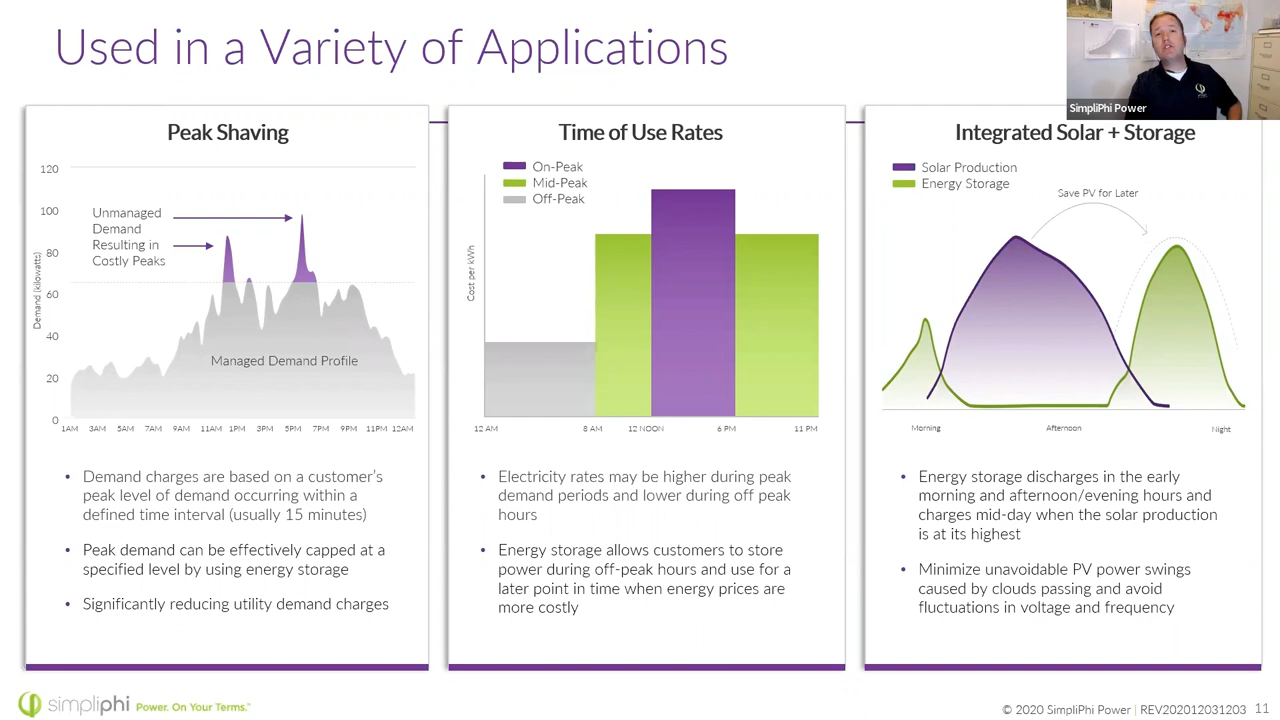 Used in a Variety of Applications
SimpliPhi Power
Peak Shaving
120
100
80
60
40
20
0
Demand (kilowatts)
Unmanaged
Demand
Resulting in
Costly Peaks
Managed Demand Profile
1AM 3AM 5AM 7AM 9AM 11AM 1PM 3PM 5PM 7PM 9PM 11PM 12AM
• Demand charges are based on a customer's
peak level of demand occurring within a
defined time interval (usually 15 minutes)
• Peak demand can be effectively capped at a
specified level by using energy storage
• Significantly reducing utility demand charges
Time of Use Rates
On-Peak
Mid-Peak
Off-Peak
Cost per kWh
12 AM 8 AM 12 NOON 6 PM 11 PM
• Electricity rates may be higher during peak
demand periods and lower during off peak
hours
• Energy storage allows customers to store
power during off-peak hours and use for a
later point in time when energy prices are
more costly
Integrated Solar + Storage
Solar Production
Energy Storage
Save PV for Later
Morning Afternoon Night
• Energy storage discharges in the early
morning and afternoon/evening hours and
charges mid-day when the solar production
is at its highest
• Minimize unavoidable PV power swings
caused by clouds passing and avoid
fluctuations in voltage and frequency
simpliphi Power. On Your Terms.™
© 2020 SimpliPhi Power | REV202012031203 11